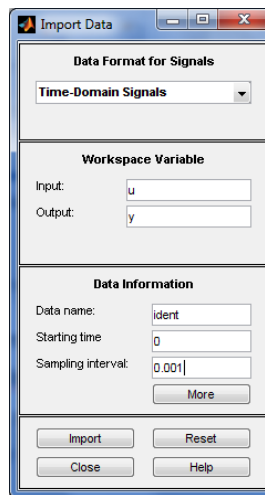 Import Data
Data Format for Signals
Time-Domain Signals
Workspace Variable
Input: u
Output: y
Data Information
Data name: ident
Starting time 0
Sampling interval: 0.001
More
Import Reset
Close Help